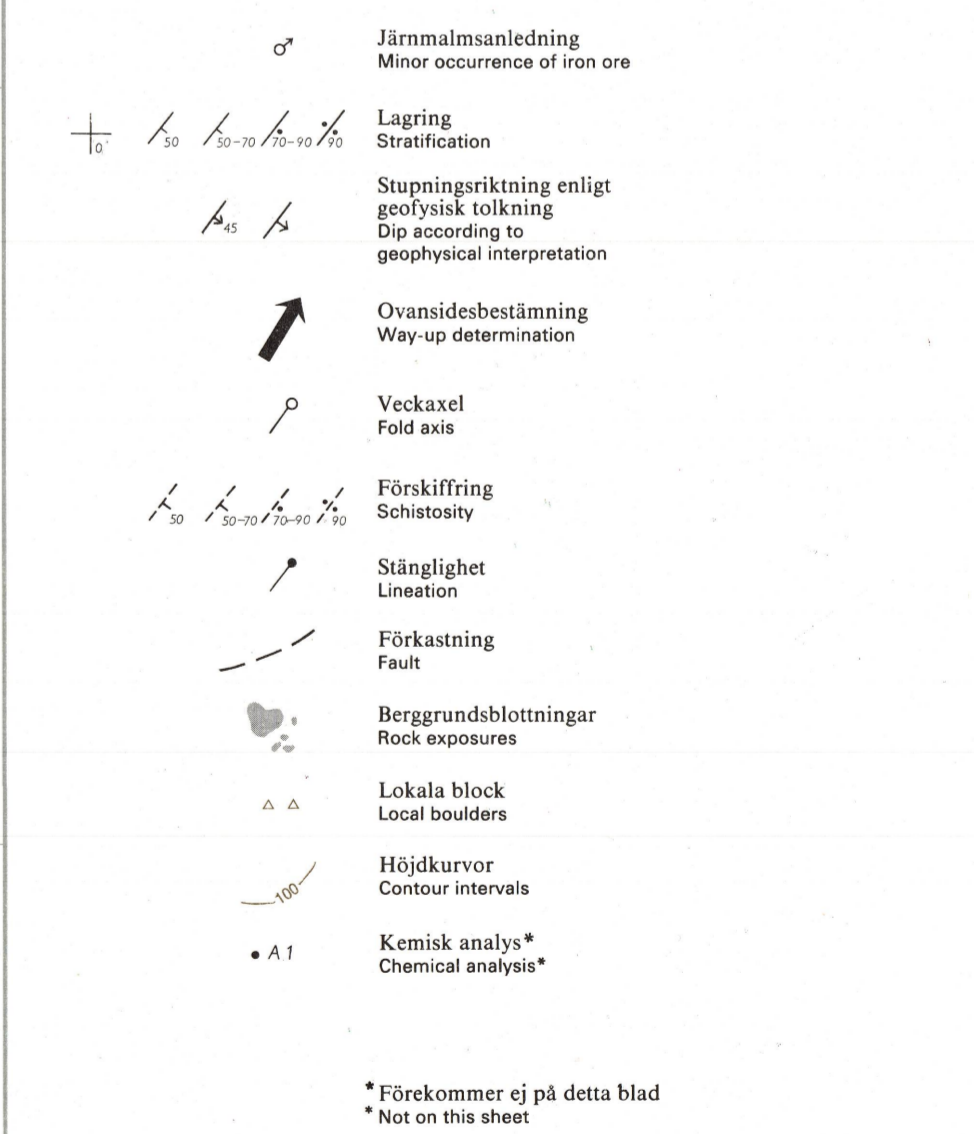 Järnmalmsanledning
Minor occurrence of iron ore
0 50 50-70 70-90 90
Lagring
Stratification
45
Stupningsriktning enligt
geofysisk tolkning
Dip according to
geophysical interpretation
Ovansidesbestämning
Way-up determination
Veckaxel
Fold axis
50 50-70 70-90 90
Förskiffring
Schistosity
Stänglighet
Lineation
Förkastning
Fault
Berggrundsblottningar
Rock exposures
Lokala block
Local boulders
100
Höjdkurvor
Contour intervals
A 1
Kemisk analys*
Chemical analysis*
* Förekommer ej på detta blad
* Not on this sheet